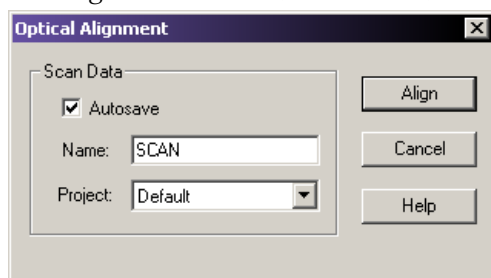 Optical Alignment
Scan Data
Autosave
Name: SCAN
Project: Default
Align
Cancel
Help